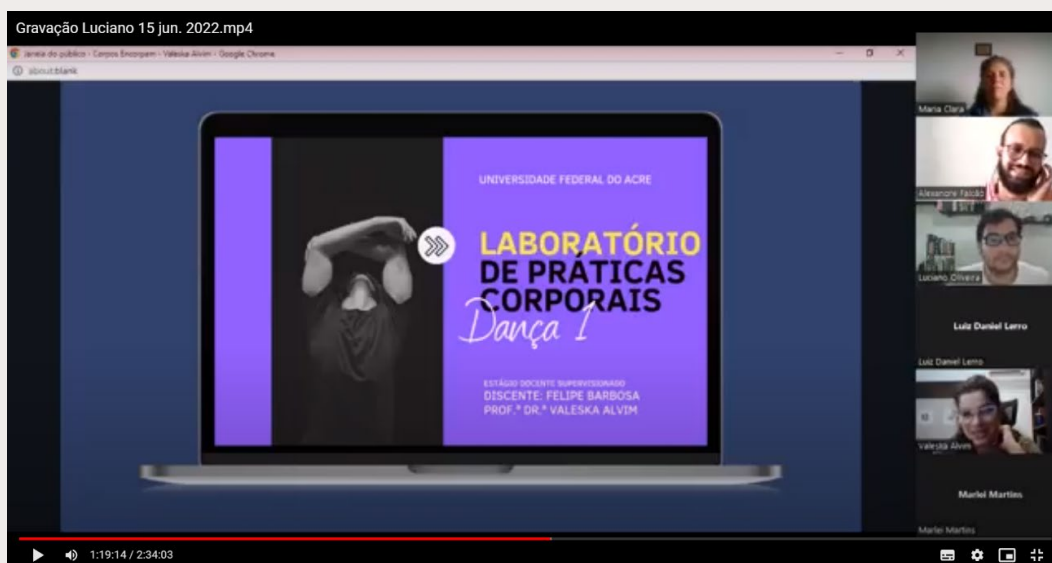 Gravação Luciano 15 jun. 2022.mp4
Janela do público - Corpos Encorpam - Valeska Alvim - Google Chrome
about:blank
UNIVERSIDADE FEDERAL DO ACRE
LABORATÓRIO
DE PRÁTICAS
CORPORAIS
Dança 1
ESTÁGIO DOCENTE SUPERVISIONADO
DISCENTE: FELIPE BARBOSA
PROF.ª DR.ª VALESKA ALVIM
Maria Clara
Alexandre Falcão
Luciano Oliveira
Luiz Daniel Lerro
Luiz Daniel Lerro
Valeska Alvim
Marlei Martins
Marlei Martins
1:19:14 / 2:34:03